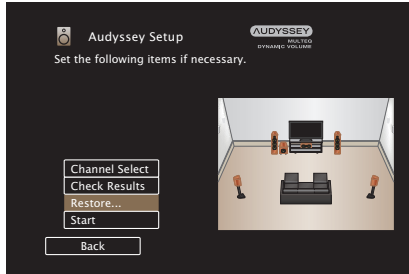 Audyssey Setup
AUDYSSEY
MULTEQ
DYNAMIC VOLUME
Set the following items if necessary.
Channel Select
Check Results
Restore...
Start
Back